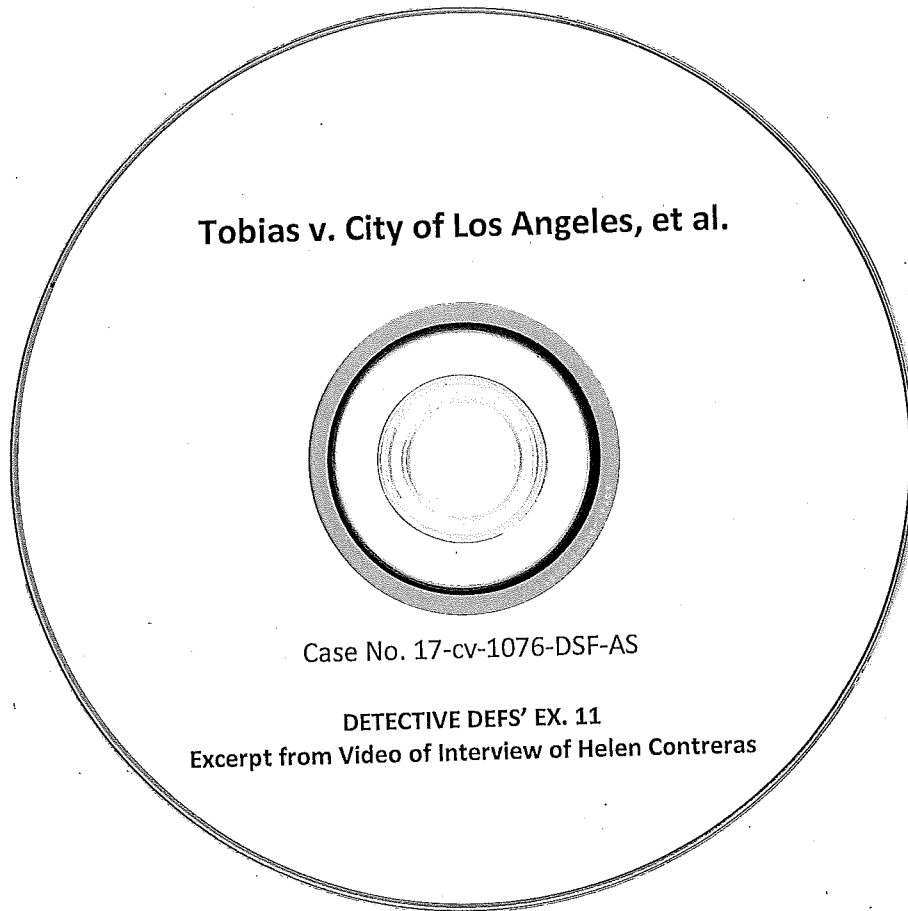 Tobias v. City of Los Angeles, et al.
Case No. 17-cv-1076-DSF-AS
DETECTIVE DEFS’ EX. 11
Excerpt from Video of Interview of Helen Contreras